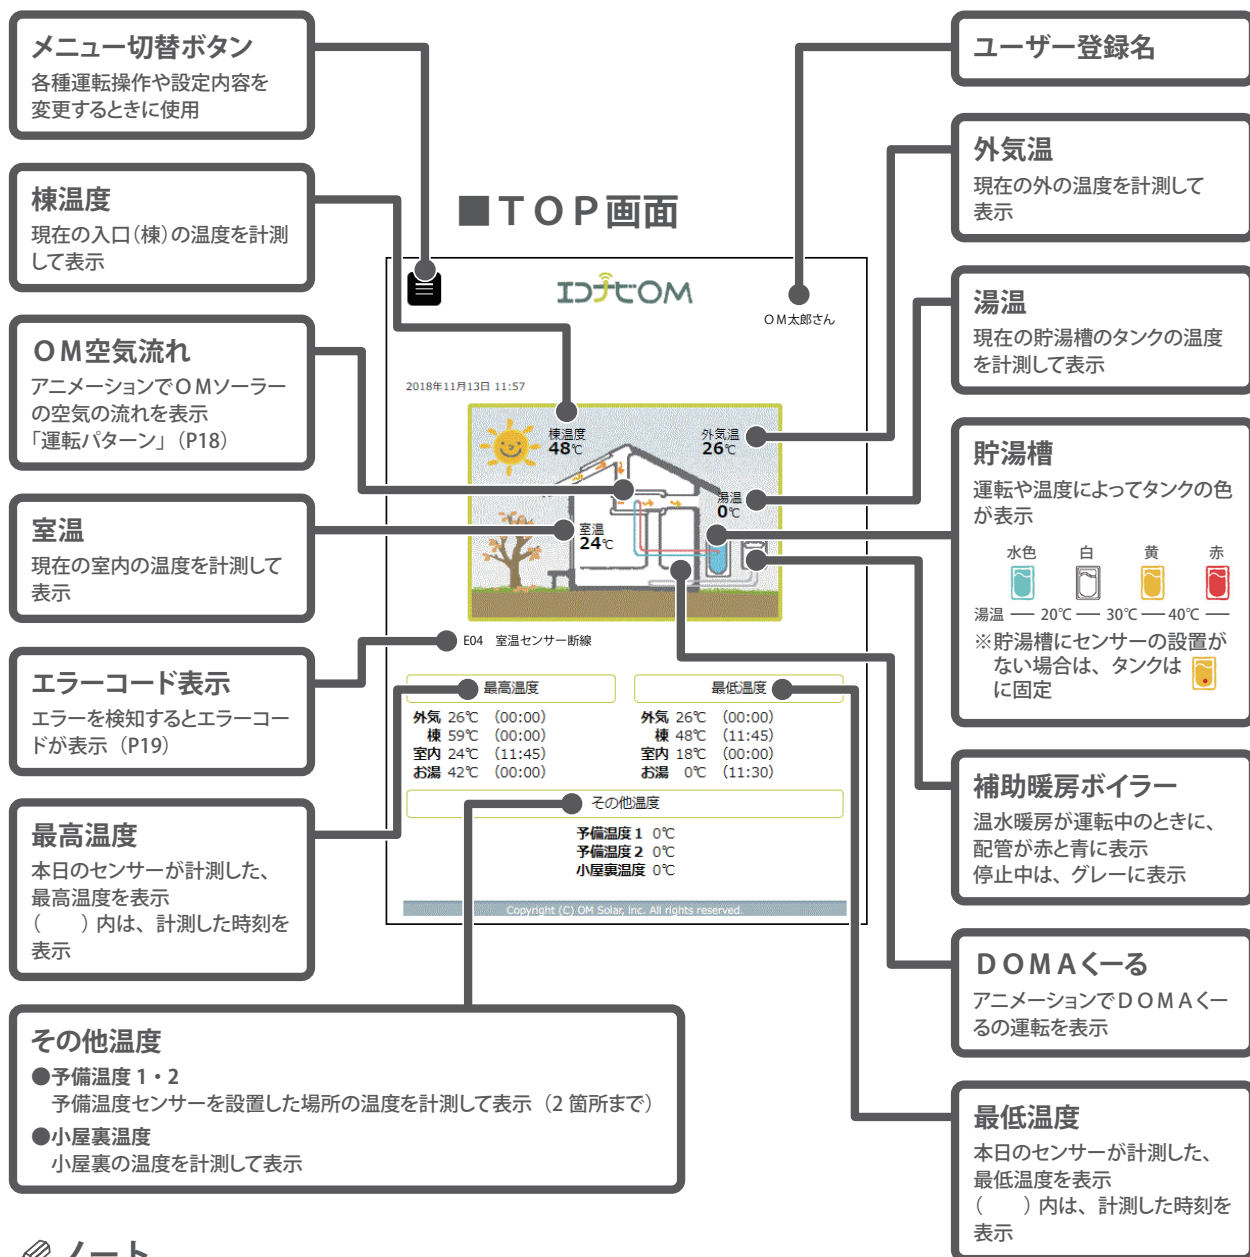 メニュー切替ボタン
各種運転操作や設定内容を
変更するときに使用
棟温度
現在の入口（棟）の温度を計測
して表示
ＯＭ空気流れ
アニメーションでＯＭソーラー
の空気の流れを表示
「運転パターン」（P18）
室温
現在の室内の温度を計測して
表示
エラーコード表示
エラーを検知するとエラーコー
ドが表示（P19）
最高温度
本日のセンサーが計測した、
最高温度を表示
（　　）内は、計測した時刻を
表示
その他温度
●予備温度 1・2
予備温度センサーを設置した場所の温度を計測して表示（2 箇所まで）
●小屋裏温度
小屋裏の温度を計測して表示
■ＴＯＰ画面
エコナビOM
ＯＭ太郎さん
2018年11月13日 11:57
棟温度
48℃
外気温
26℃
湯温
0℃
室温
24℃
E04　室温センサー断線
最高温度
外気 26℃ （00:00）
棟 59℃ （00:00）
室内 24℃ （11:45）
お湯 42℃ （00:00）
最低温度
外気 26℃ （00:00）
棟 48℃ （11:45）
室内 18℃ （00:00）
お湯 0℃ （11:30）
その他温度
予備温度１ 0℃
予備温度２ 0℃
小屋裏温度 0℃
Copyright (C) OM Solar, Inc. All rights reserved.
ユーザー登録名
外気温
現在の外の温度を計測して
表示
湯温
現在の貯湯槽のタンクの温度
を計測して表示
貯湯槽
運転や温度によってタンクの色
が表示
水色 白 黄 赤
湯温 — 20℃ — 30℃ — 40℃ —
※貯湯槽にセンサーの設置が
ない場合は、タンクは
に固定
補助暖房ボイラー
温水暖房が運転中のときに、
配管が赤と青に表示
停止中は、グレーに表示
ＤＯＭＡくーる
アニメーションでＤＯＭＡくー
るの運転を表示
最低温度
本日のセンサーが計測した、
最低温度を表示
（　　）内は、計測した時刻を
表示
ノート